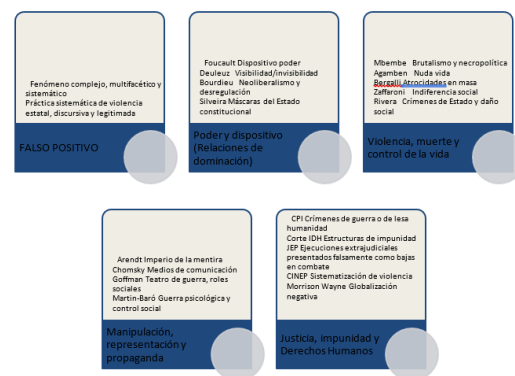 Fenómeno complejo, multifacético y
sistemático
Práctica sistemática de violencia
estatal, discursiva y legitimada
FALSO POSITIVO
Foucault Dispositivo poder
Deuleuz Visibilidad/invisibilidad
Bourdieu Neoliberalismo y
desregulación
Silveira Máscaras del Estado
constitucional
Poder y dispositivo
(Relaciones de
dominación)
Mbembe Brutalismo y necropolítica
Agamben Nuda vida
Bergalli Atrocidades en masa
Zaffaroni Indiferencia social
Rivera Crímenes de Estado y daño
social
Violencia, muerte y
control de la vida
Arendt Imperio de la mentira
Chomsky Medios de comunicación
Goffman Teatro de guerra, roles
sociales
Martin-Baró Guerra psicológica y
control social
Manipulación,
representación y
propaganda
CPI Crímenes de guerra o de lesa
humanidad
Corte IDH Estructuras de impunidad
JEP Ejecuciones extrajudiciales
presentados falsamente como bajas
en combate
CINEP Sistematización de violencia
Morrison Wayne Globalización
negativa
Justicia, impunidad y
Derechos Humanos